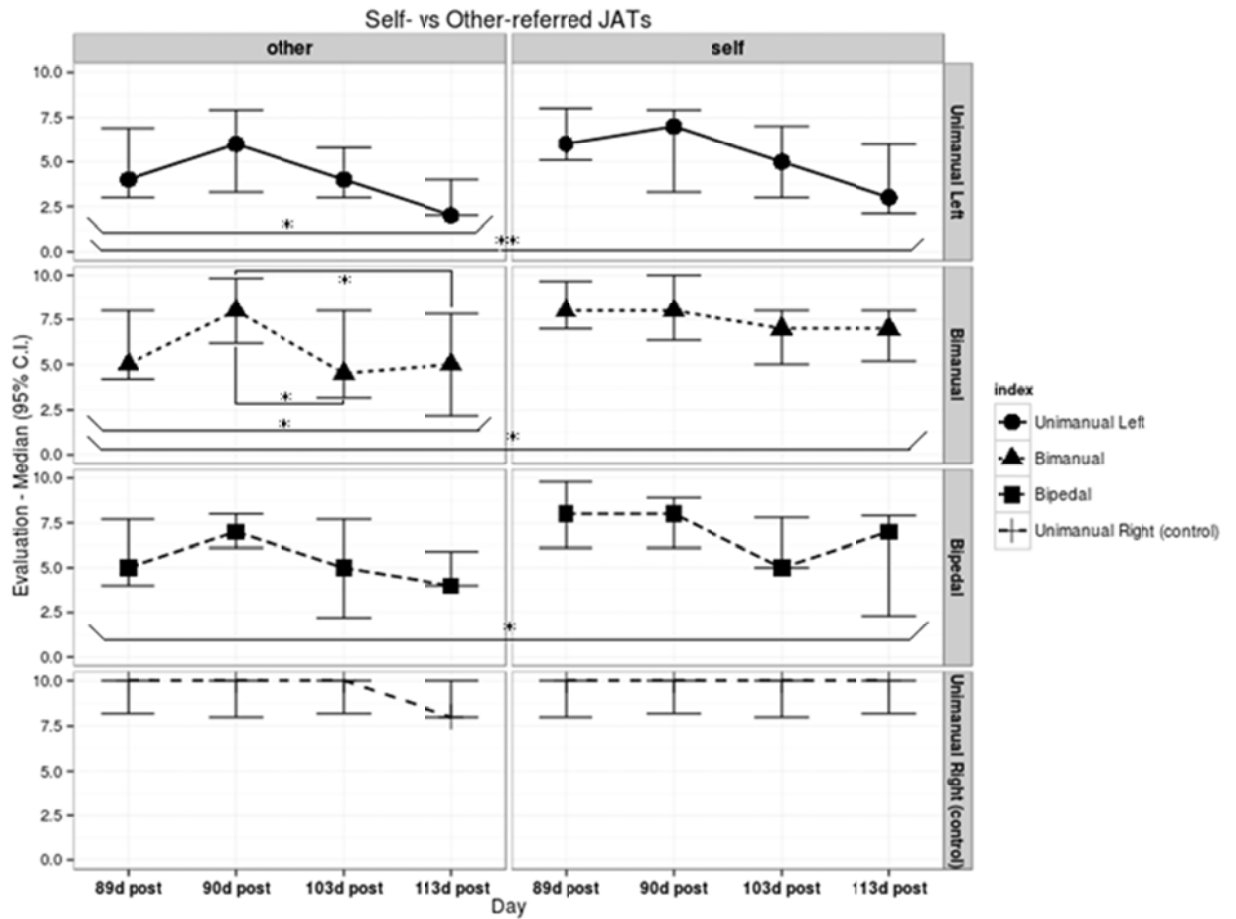 Self- vs Other-referred JATs
other
self
10.0
7.5
5.0
2.5
0.0
Unimanual Left
*
**
10.0
7.5
5.0
2.5
0.0
Bimanual
*
*
*
*
10.0
7.5
5.0
2.5
0.0
Bipedal
*
10.0
7.5
5.0
2.5
0.0
Unimanual Right (control)
Evaluation - Median (95% C.I.)
89d post 90d post 103d post 113d post
89d post 90d post 103d post 113d post
Day
index
Unimanual Left
Bimanual
Bipedal
Unimanual Right (control)